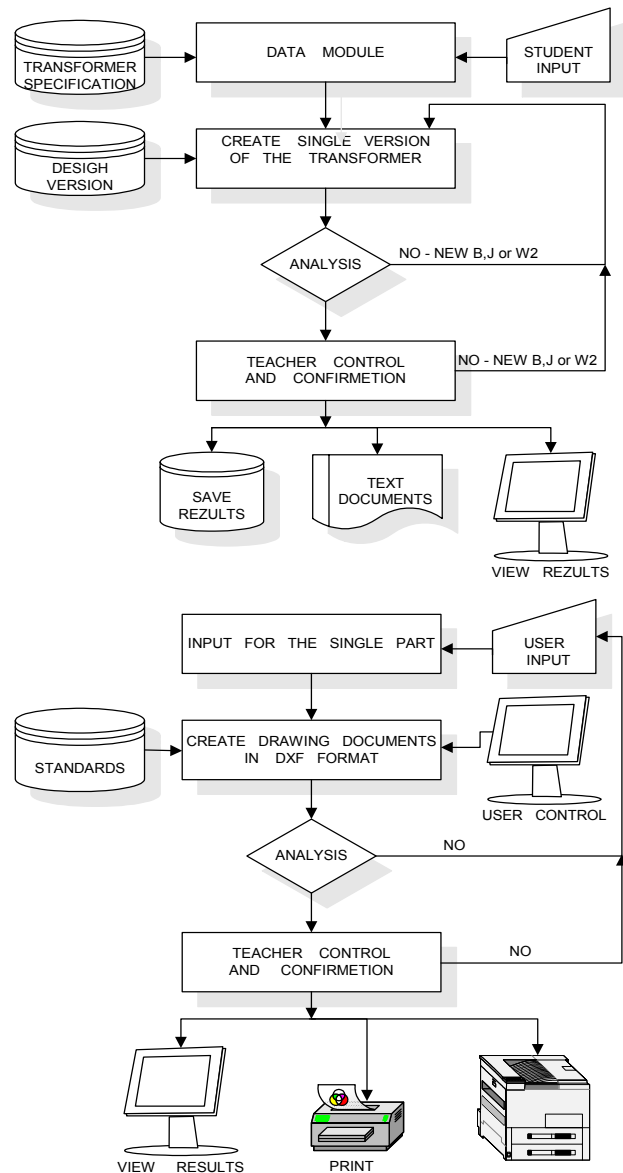 TRANSFORMER
SPECIFICATION
DATA MODULE
STUDENT
INPUT
DESIGH
VERSION
CREATE SINGLE VERSION
OF THE TRANSFORMER
ANALYSIS
NO - NEW B,J or W2
TEACHER CONTROL
AND CONFIRMETION
NO - NEW B,J or W2
SAVE
REZULTS
TEXT
DOCUMENTS
VIEW REZULTS
INPUT FOR THE SINGLE PART
USER
INPUT
STANDARDS
CREATE DRAWING DOCUMENTS
IN DXF FORMAT
USER CONTROL
ANALYSIS
NO
TEACHER CONTROL
AND CONFIRMETION
NO
VIEW RESULTS
PRINT